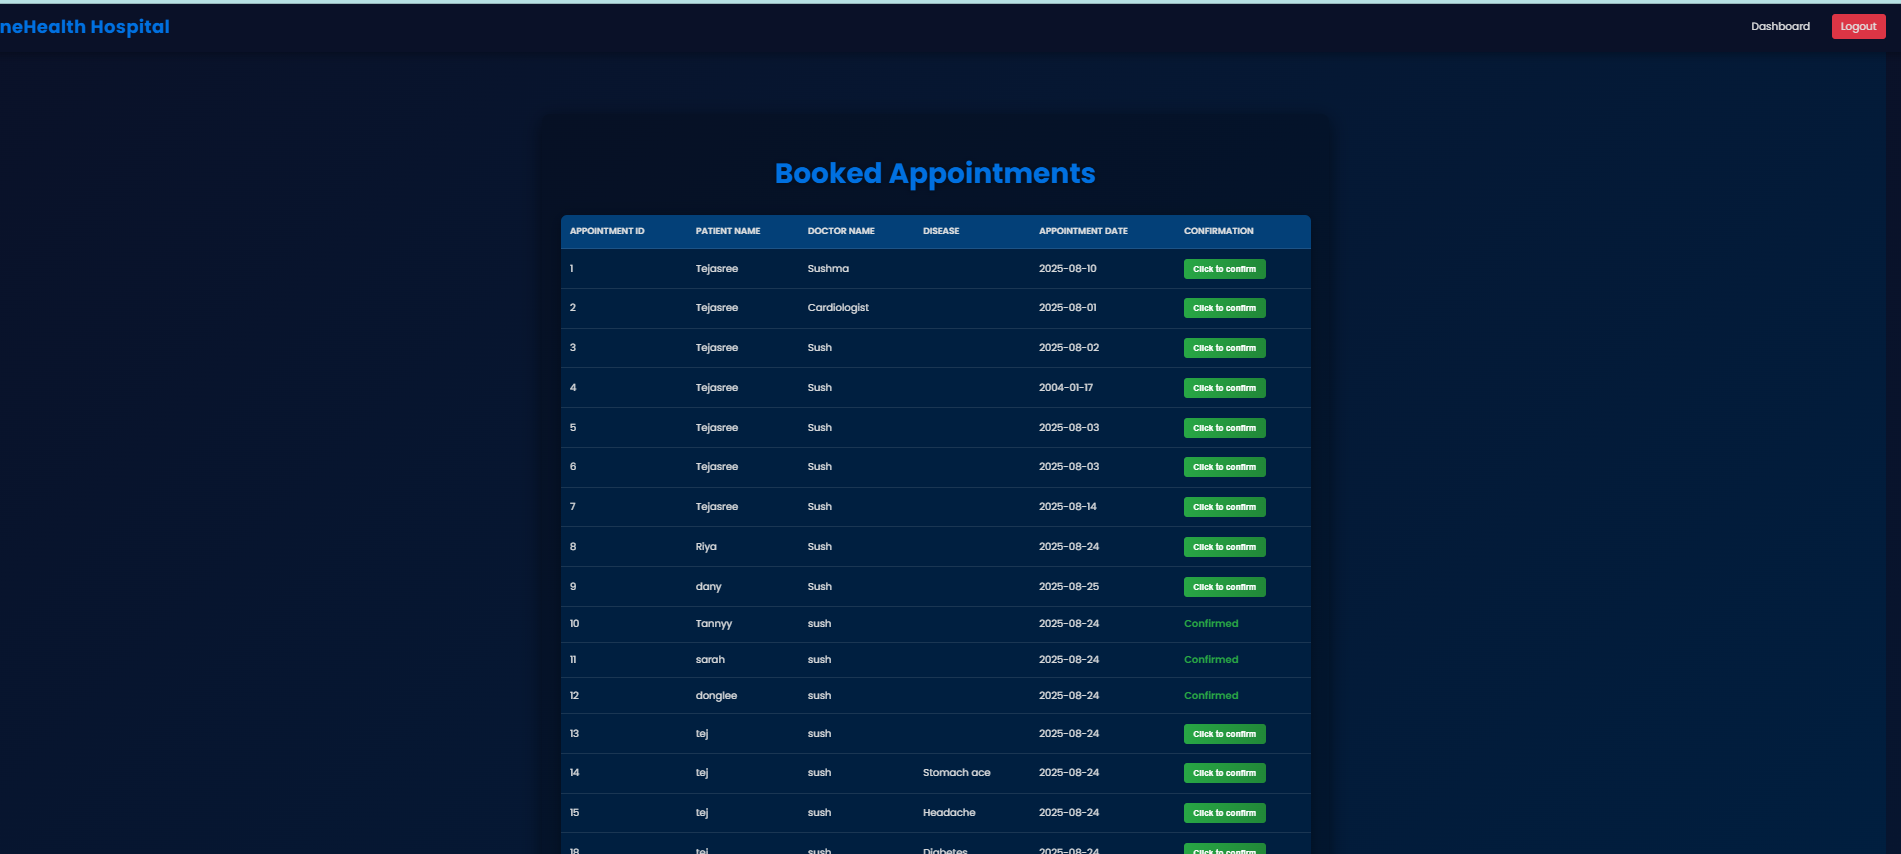 neHealth Hospital Dashboard Logout
Booked Appointments
APPOINTMENT ID PATIENT NAME DOCTOR NAME DISEASE APPOINTMENT DATE CONFIRMATION
1 Tejasree Sushma 2025-08-10 Click to confirm
2 Tejasree Cardiologist 2025-08-01 Click to confirm
3 Tejasree Sush 2025-08-02 Click to confirm
4 Tejasree Sush 2004-01-17 Click to confirm
5 Tejasree Sush 2025-08-03 Click to confirm
6 Tejasree Sush 2025-08-03 Click to confirm
7 Tejasree Sush 2025-08-14 Click to confirm
8 Riya Sush 2025-08-24 Click to confirm
9 dany Sush 2025-08-25 Click to confirm
10 Tannyy sush 2025-08-24 Confirmed
11 sarah sush 2025-08-24 Confirmed
12 donglee sush 2025-08-24 Confirmed
13 tej sush 2025-08-24 Click to confirm
14 tej sush Stomach ace 2025-08-24 Click to confirm
15 tej sush Headache 2025-08-24 Click to confirm
18 tej sush Diabetes 2025-08-24 Click to confirm